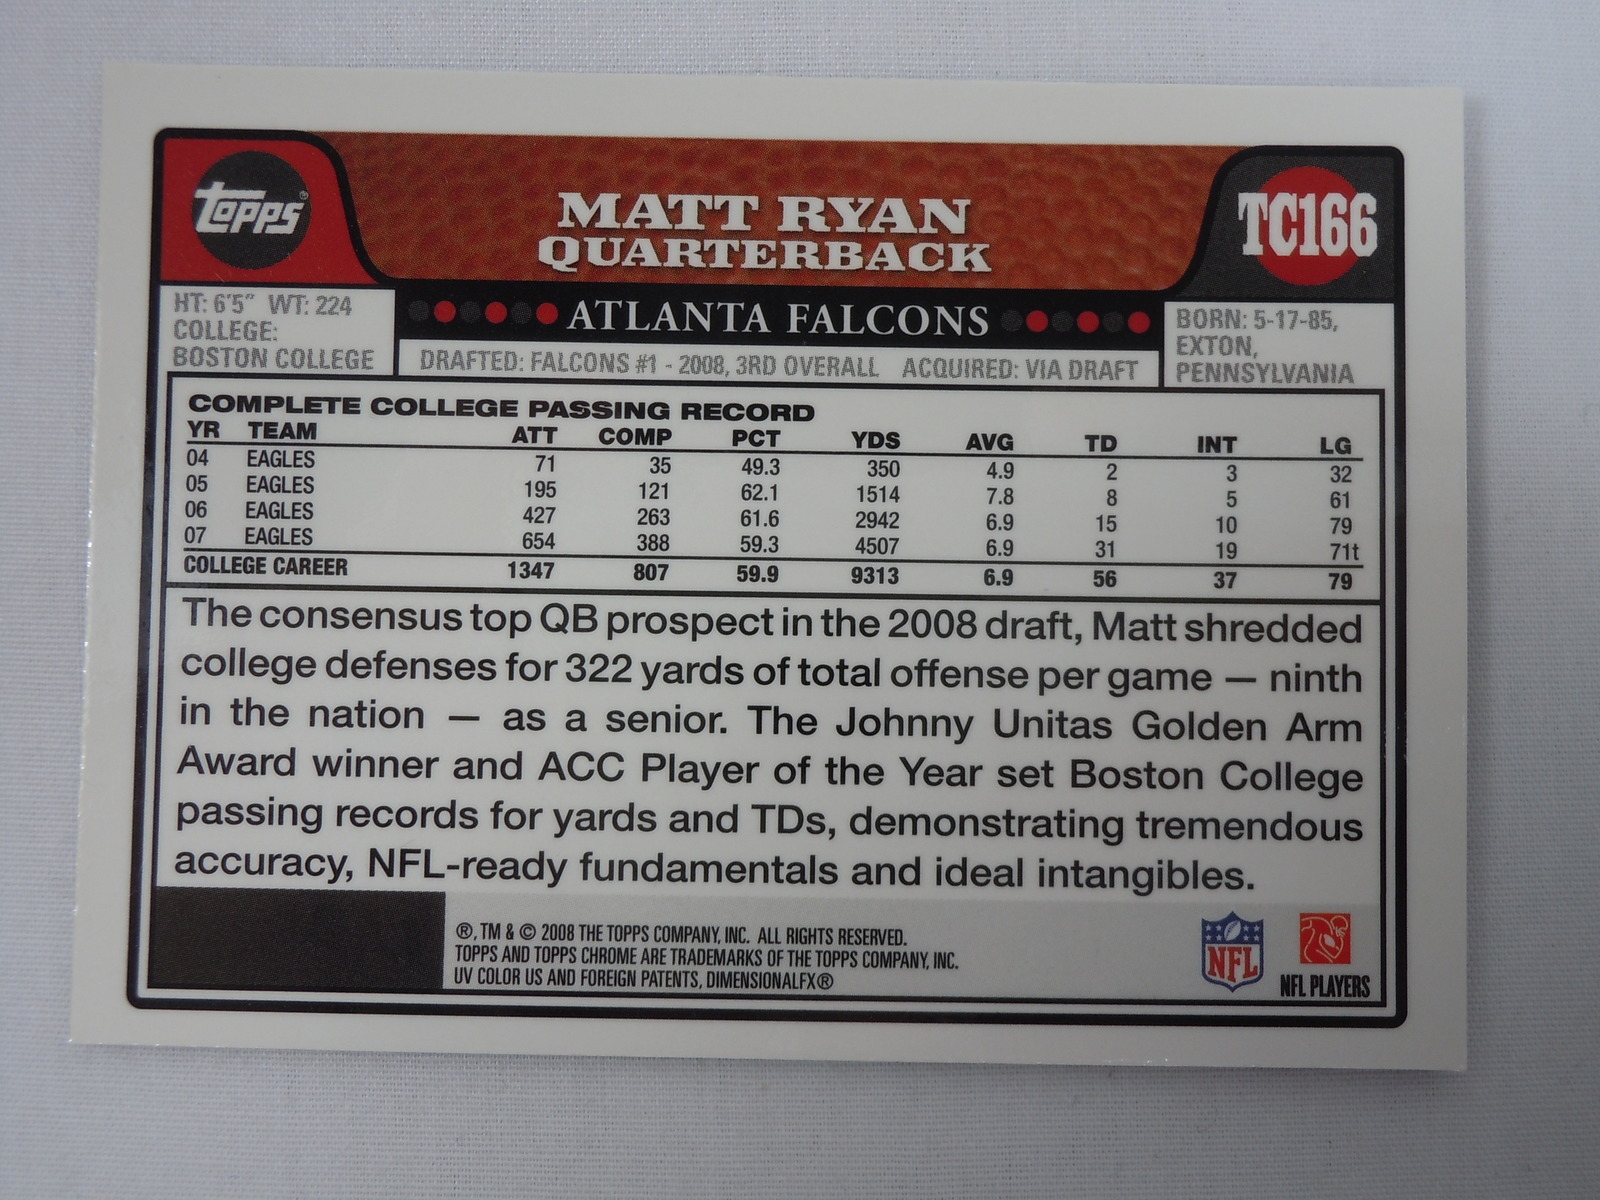 topps®
MATT RYAN
QUARTERBACK
TC166
HT: 6'5" WT: 224
COLLEGE:
BOSTON COLLEGE
ATLANTA FALCONS
DRAFTED: FALCONS #1 - 2008, 3RD OVERALL ACQUIRED: VIA DRAFT
BORN: 5-17-85,
EXTON,
PENNSYLVANIA
COMPLETE COLLEGE PASSING RECORD
YR TEAM ATT COMP PCT YDS AVG TD INT LG
04 EAGLES 71 35 49.3 350 4.9 2 3 32
05 EAGLES 195 121 62.1 1514 7.8 8 5 61
06 EAGLES 427 263 61.6 2942 6.9 15 10 79
07 EAGLES 654 388 59.3 4507 6.9 31 19 71t
COLLEGE CAREER 1347 807 59.9 9313 6.9 56 37 79
The consensus top QB prospect in the 2008 draft, Matt shredded
college defenses for 322 yards of total offense per game — ninth
in the nation — as a senior. The Johnny Unitas Golden Arm
Award winner and ACC Player of the Year set Boston College
passing records for yards and TDs, demonstrating tremendous
accuracy, NFL-ready fundamentals and ideal intangibles.
®, TM & © 2008 THE TOPPS COMPANY, INC. ALL RIGHTS RESERVED.
TOPPS AND TOPPS CHROME ARE TRADEMARKS OF THE TOPPS COMPANY, INC.
UV COLOR US AND FOREIGN PATENTS, DIMENSIONALFX®
NFL
NFL PLAYERS